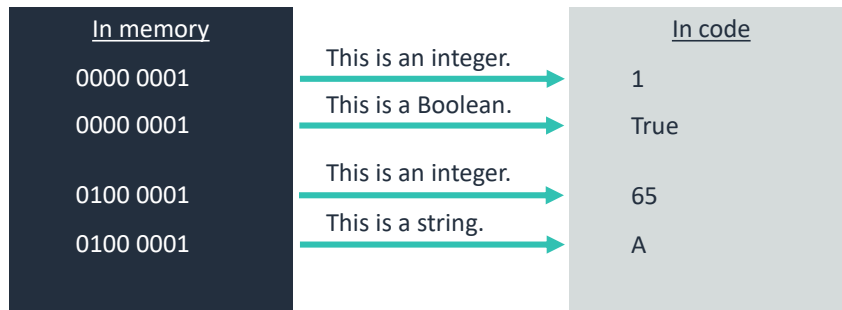 In memory
In code
0000 0001
This is an integer.
1
0000 0001
This is a Boolean.
True
0100 0001
This is an integer.
65
0100 0001
This is a string.
A